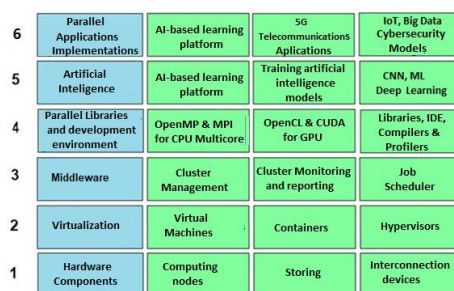 6
Parallel
Applications
Implementations
AI-based learning
platform
5G
Telecommunications
Aplications
IoT, Big Data
Cybersecurity
Models
5
Artificial
Inteligence
AI-based learning
platform
Training artificial
intelligence
models
CNN, ML
Deep Learning
4
Parallel Libraries
and development
environment
OpenMP & MPI
for CPU Multicore
OpenCL & CUDA
for GPU
Libraries, IDE,
Compilers &
Profilers
3
Middleware
Cluster
Management
Cluster Monitoring
and reporting
Job
Scheduler
2
Virtualization
Virtual
Machines
Containers
Hypervisors
1
Hardware
Components
Computing
nodes
Storing
Interconnection
devices